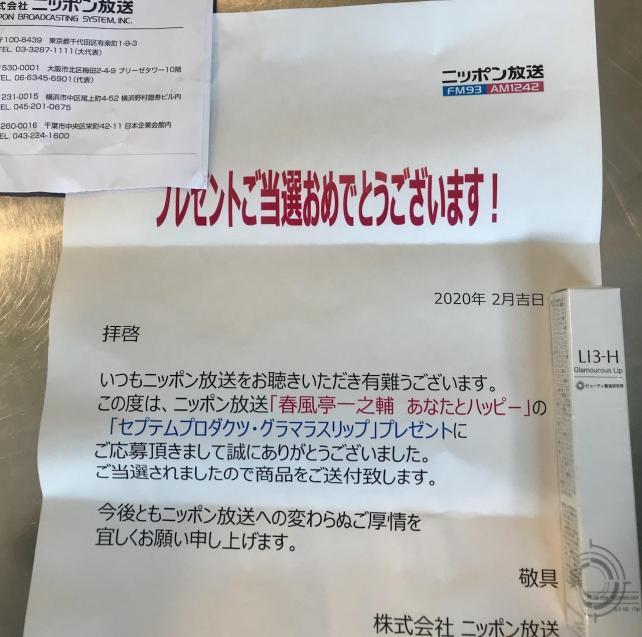 式会社 ニッポン放送
PON BROADCASTING SYSTEM, INC.
〒100-8439 東京都千代田区有楽町1-9-3
TEL. 03-3287-1111(大代表)
〒530-0001 大阪市北区梅田2-4-9 ブリーゼタワー10階
TEL. 06-6345-6901(代表)
231-0015 横浜市中区尾上町4-52 横浜野村證券ビル内
EL. 045-201-0675
260-0016 千葉市中央区栄町42-11 日本企業会館内
EL. 043-234-1600
ニッポン放送
FM93 AM1242
プレゼントご当選おめでとうございます!
2020年 2月吉日
拝啓
いつもニッポン放送をお聴きいただき有難うございます。
この度は、ニッポン放送「春風亭一之輔 あなたとハッピー」の
「セプテムプロダクツ・グラマラスリップ」プレゼントに
ご応募頂きまして誠にありがとうございました。
ご当選されましたので商品をご送付致します。
今後ともニッポン放送への変わらぬご厚情を
宜しくお願い申し上げます。
敬具
株式会社 ニッポン放送
LI3-H
Glamourous Lip